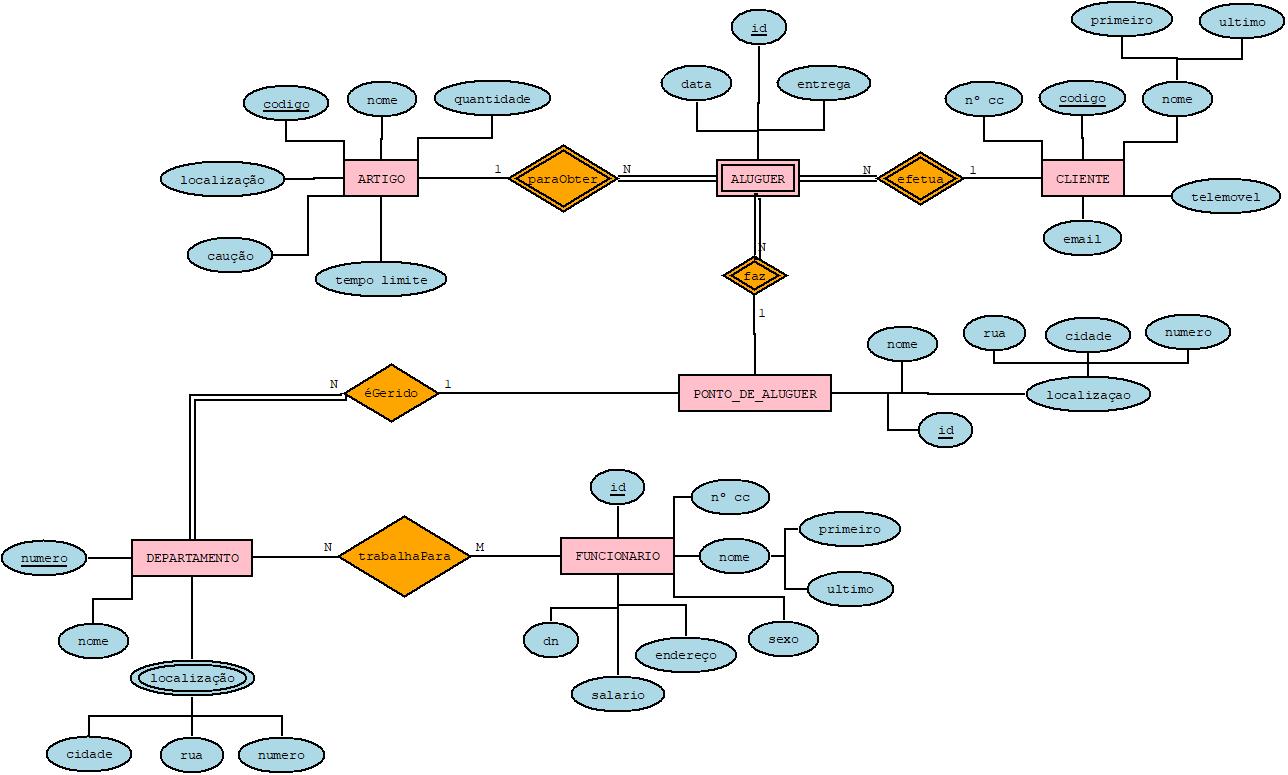 primeiro
ultimo
id
data
entrega
codigo
nome
quantidade
nº cc
codigo
nome
localização
ARTIGO
1
paraObter
N
ALUGUER
N
efetua
1
CLIENTE
telemovel
caução
tempo limite
email
N
faz
1
nome
rua
cidade
numero
N
éGerido
1
PONTO_DE_ALUGUER
localizaçao
id
id
nº cc
numero
DEPARTAMENTO
N
trabalhaPara
M
FUNCIONARIO
nome
primeiro
ultimo
nome
dn
endereço
sexo
localização
salario
cidade
rua
numero